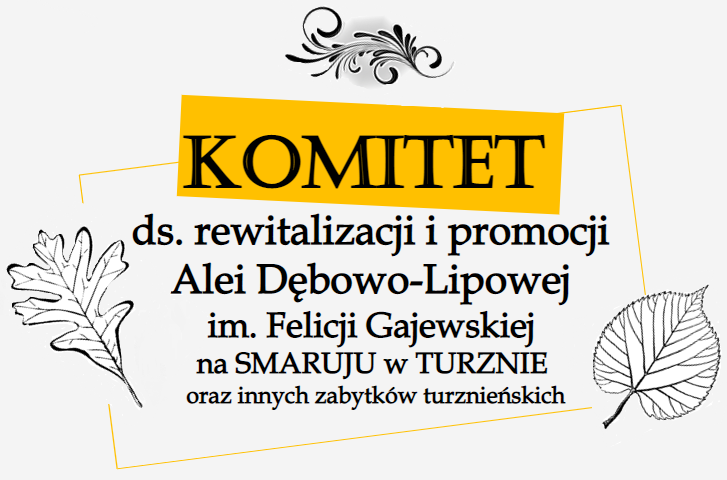 KOMITET
ds. rewitalizacji i promocji
Alei Dębowo-Lipowej
im. Felicji Gajewskiej
na SMARUJU w TURZNIE
oraz innych zabytków turznieńskich